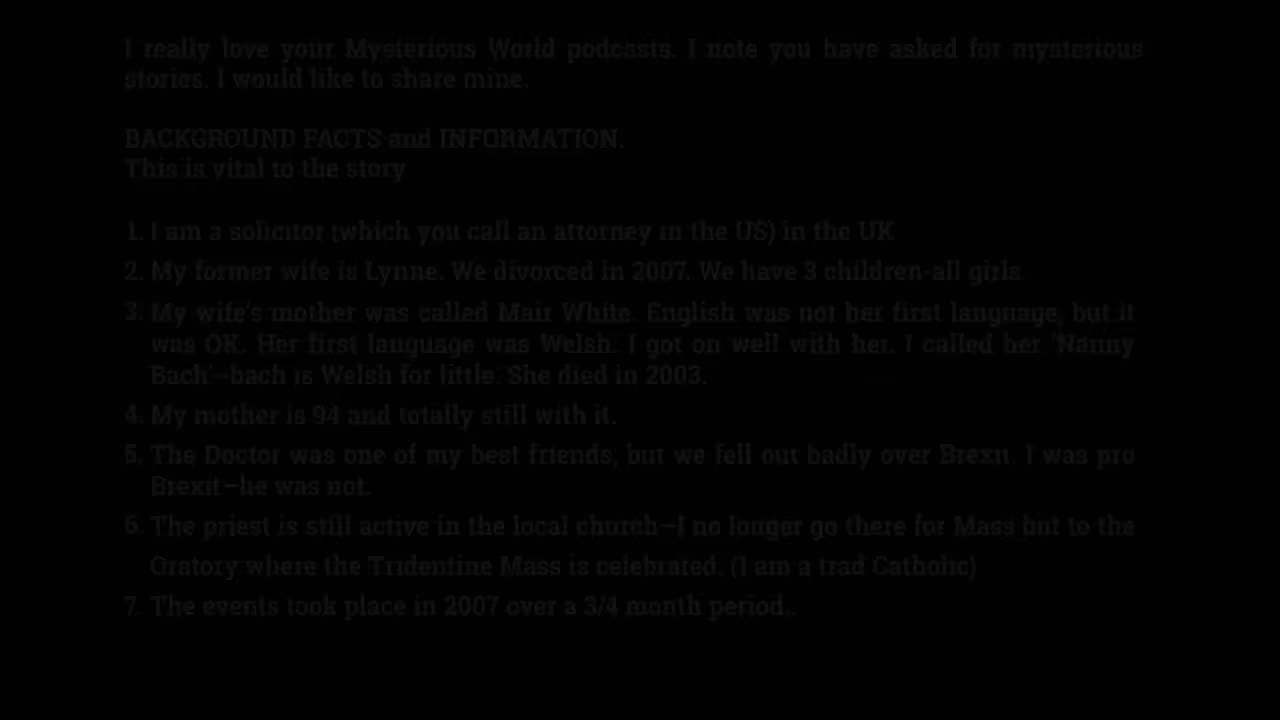 I really love your Mysterious World podcasts. I note you have asked for mysterious
stories. I would like to share mine.
BACKGROUND FACTS and INFORMATION.
This is vital to the story
1. I am a solicitor (which you call an attorney in the US) in the UK
2. My former wife is Lynne. We divorced in 2007. We have 3 children-all girls
3. My wife's mother was called Mair White. English was not her first language, but it
was OK. Her first language was Welsh. I got on well with her. I called her 'Nanny
Bach'—bach is Welsh for little. She died in 2003.
4. My mother is 94 and totally still with it.
5. The Doctor was one of my best friends, but we fell out badly over Brexit. I was pro
Brexit—he was not.
6. The priest is still active in the local church—I no longer go there for Mass but to the
Oratory where the Tridentine Mass is celebrated. (I am a trad Catholic)
7. The events took place in 2007 over a 3/4 month period..